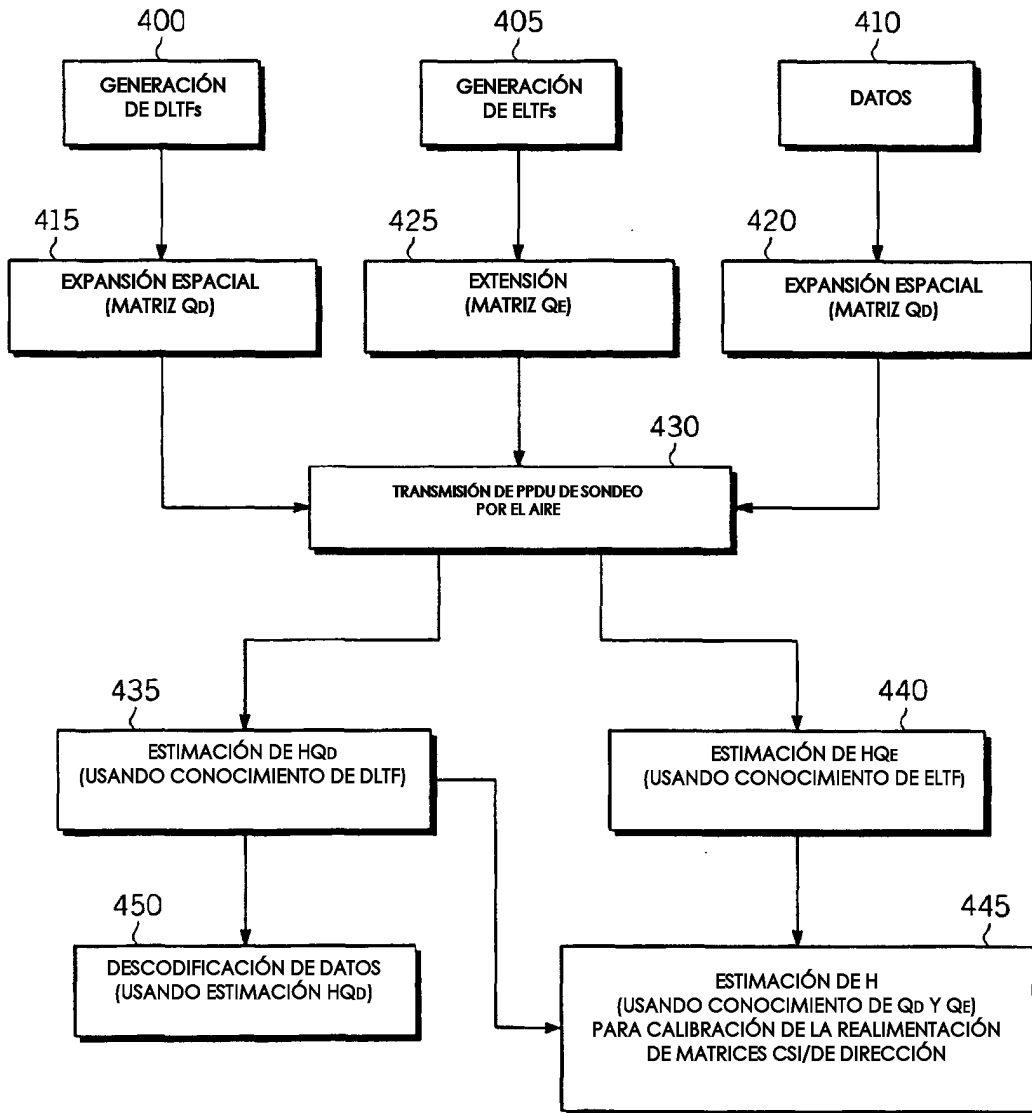 400
405
410
GENERACIÓN
DE DLTFs
GENERACIÓN
DE ELTFs
DATOS
415
425
420
EXPANSIÓN ESPACIAL
(MATRIZ QD)
EXTENSIÓN
(MATRIZ QE)
EXPANSIÓN ESPACIAL
(MATRIZ QD)
430
TRANSMISIÓN DE PPDU DE SONDEO
POR EL AIRE
435
440
ESTIMACIÓN DE HQD
(USANDO CONOCIMIENTO DE DLTF)
ESTIMACIÓN DE HQE
(USANDO CONOCIMIENTO DE ELTF)
450
445
DESCODIFICACIÓN DE DATOS
(USANDO ESTIMACIÓN HQD)
ESTIMACIÓN DE H
(USANDO CONOCIMIENTO DE QD Y QE)
PARA CALIBRACIÓN DE LA REALIMENTACIÓN
DE MATRICES CSI/DE DIRECCIÓN